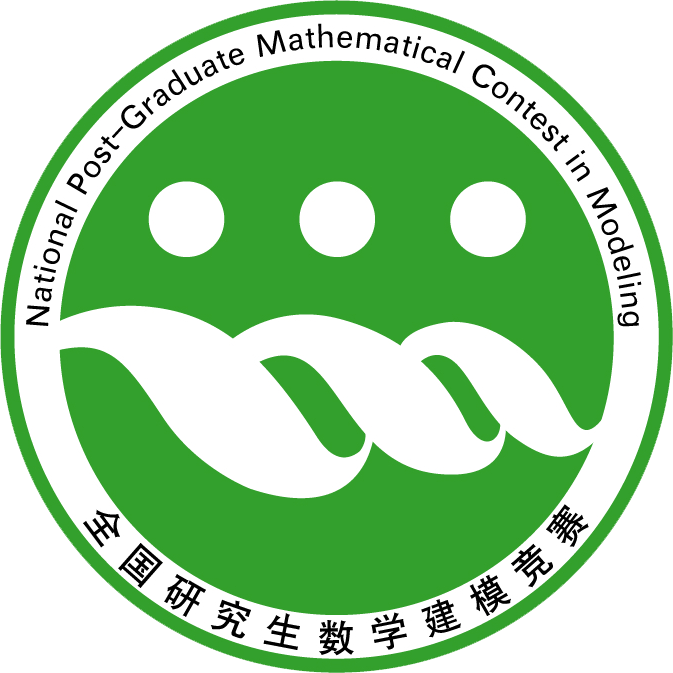 National Post-Graduate Mathematical Contest in Modeling
全国研究生数学建模竞赛